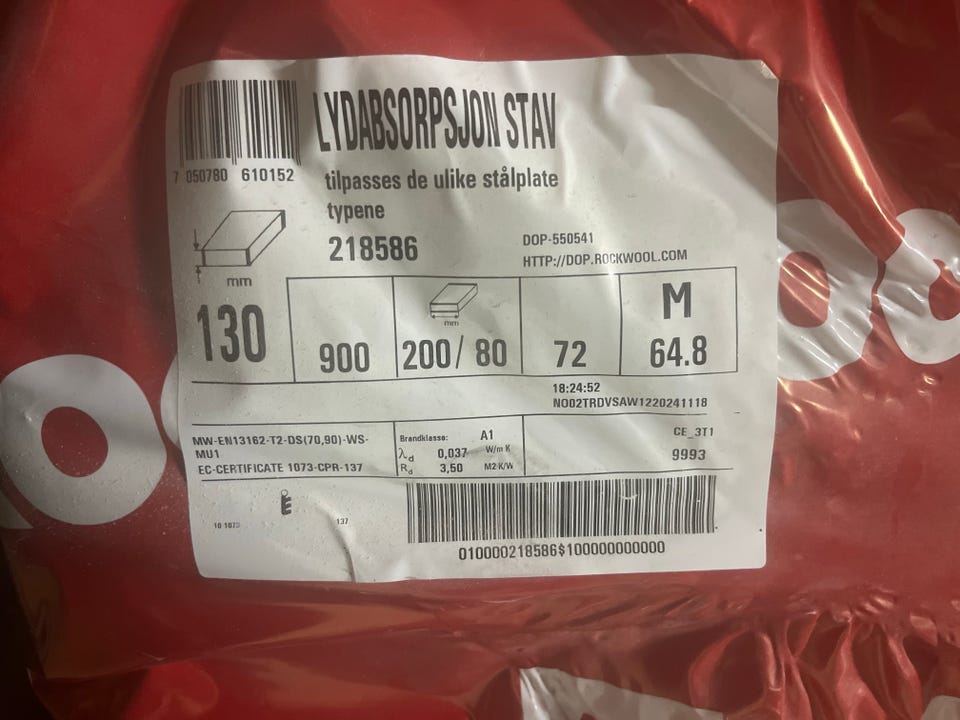 LYDABSORPSJON STAV
7 050780 610152
tilpasses de ulike stålplate
typene
218586
DOP-550541
HTTP://DOP.ROCKWOOL.COM
mm
130
900
mm
200/ 80
72
M
64.8
18:24:52
NO02TRDVSAW1220241118
MW-EN13162-T2-DS(70,90)-WS-
MU1
EC-CERTIFICATE 1073-CPR-137
Brandklasse: A1
λd 0,037 W/m K
Rd 3,50 M2 K/W
CE_3T1
9993
10 1073
137
010000218586$100000000000